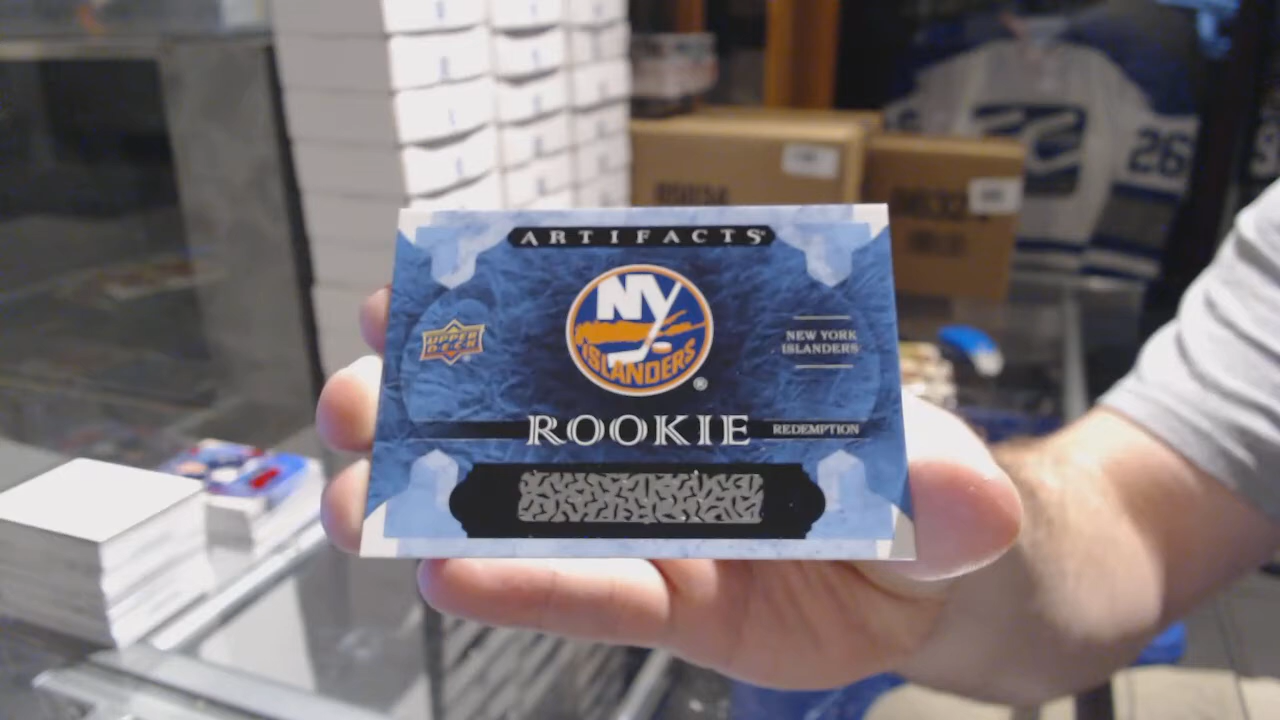 ARTIFACTS
NY
ISLANDERS
®
UPPER
DECK
NEW YORK
ISLANDERS
ROOKIE
REDEMPTION
26